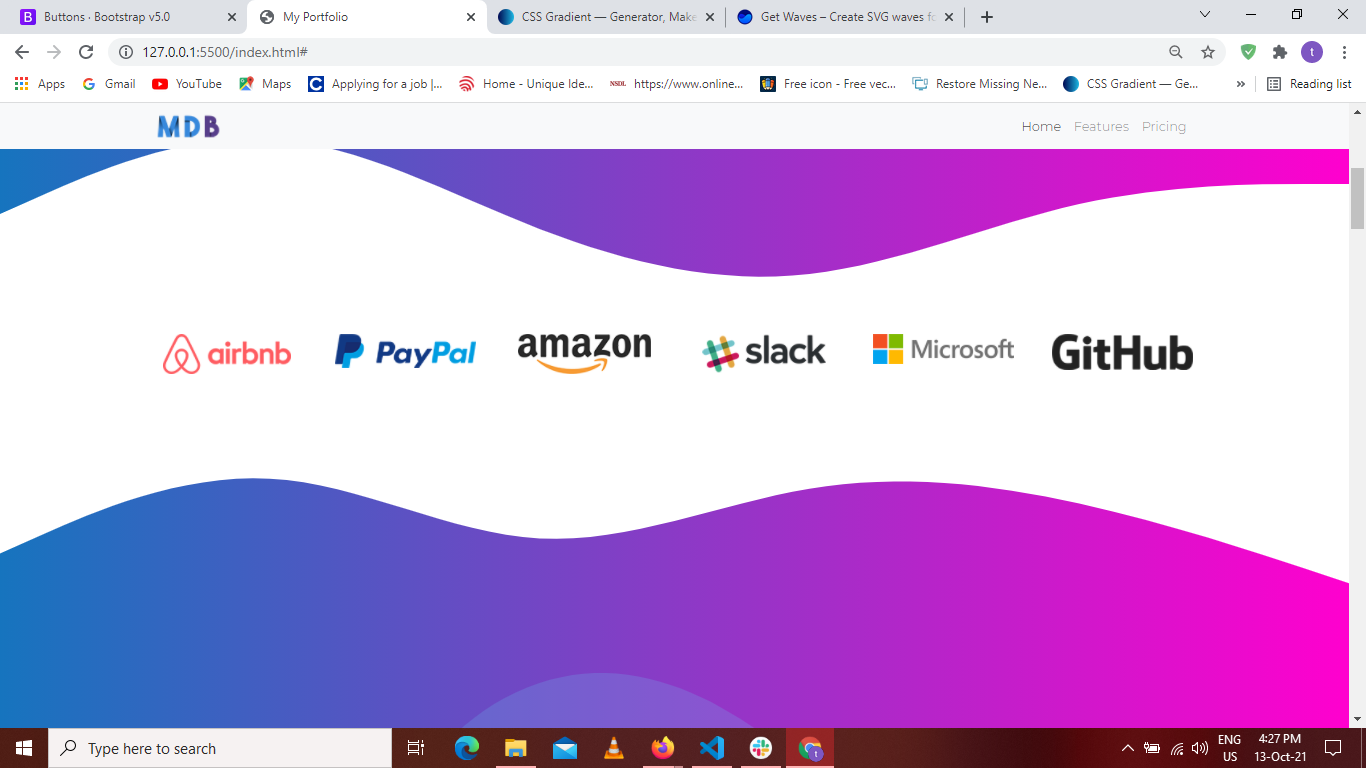 Buttons · Bootstrap v5.0
My Portfolio
CSS Gradient — Generator, Make
Get Waves – Create SVG waves fo
127.0.0.1:5500/index.html#
t
Apps
Gmail
YouTube
Maps
Applying for a job |...
Home - Unique Ide...
NSDL
https://www.online...
Free icon - Free vec...
Restore Missing Ne...
CSS Gradient — Ge...
»
Reading list
MDB
Home
Features
Pricing
airbnb
PayPal
amazon
slack
Microsoft
GitHub
Type here to search
ENG
US
4:27 PM
13-Oct-21